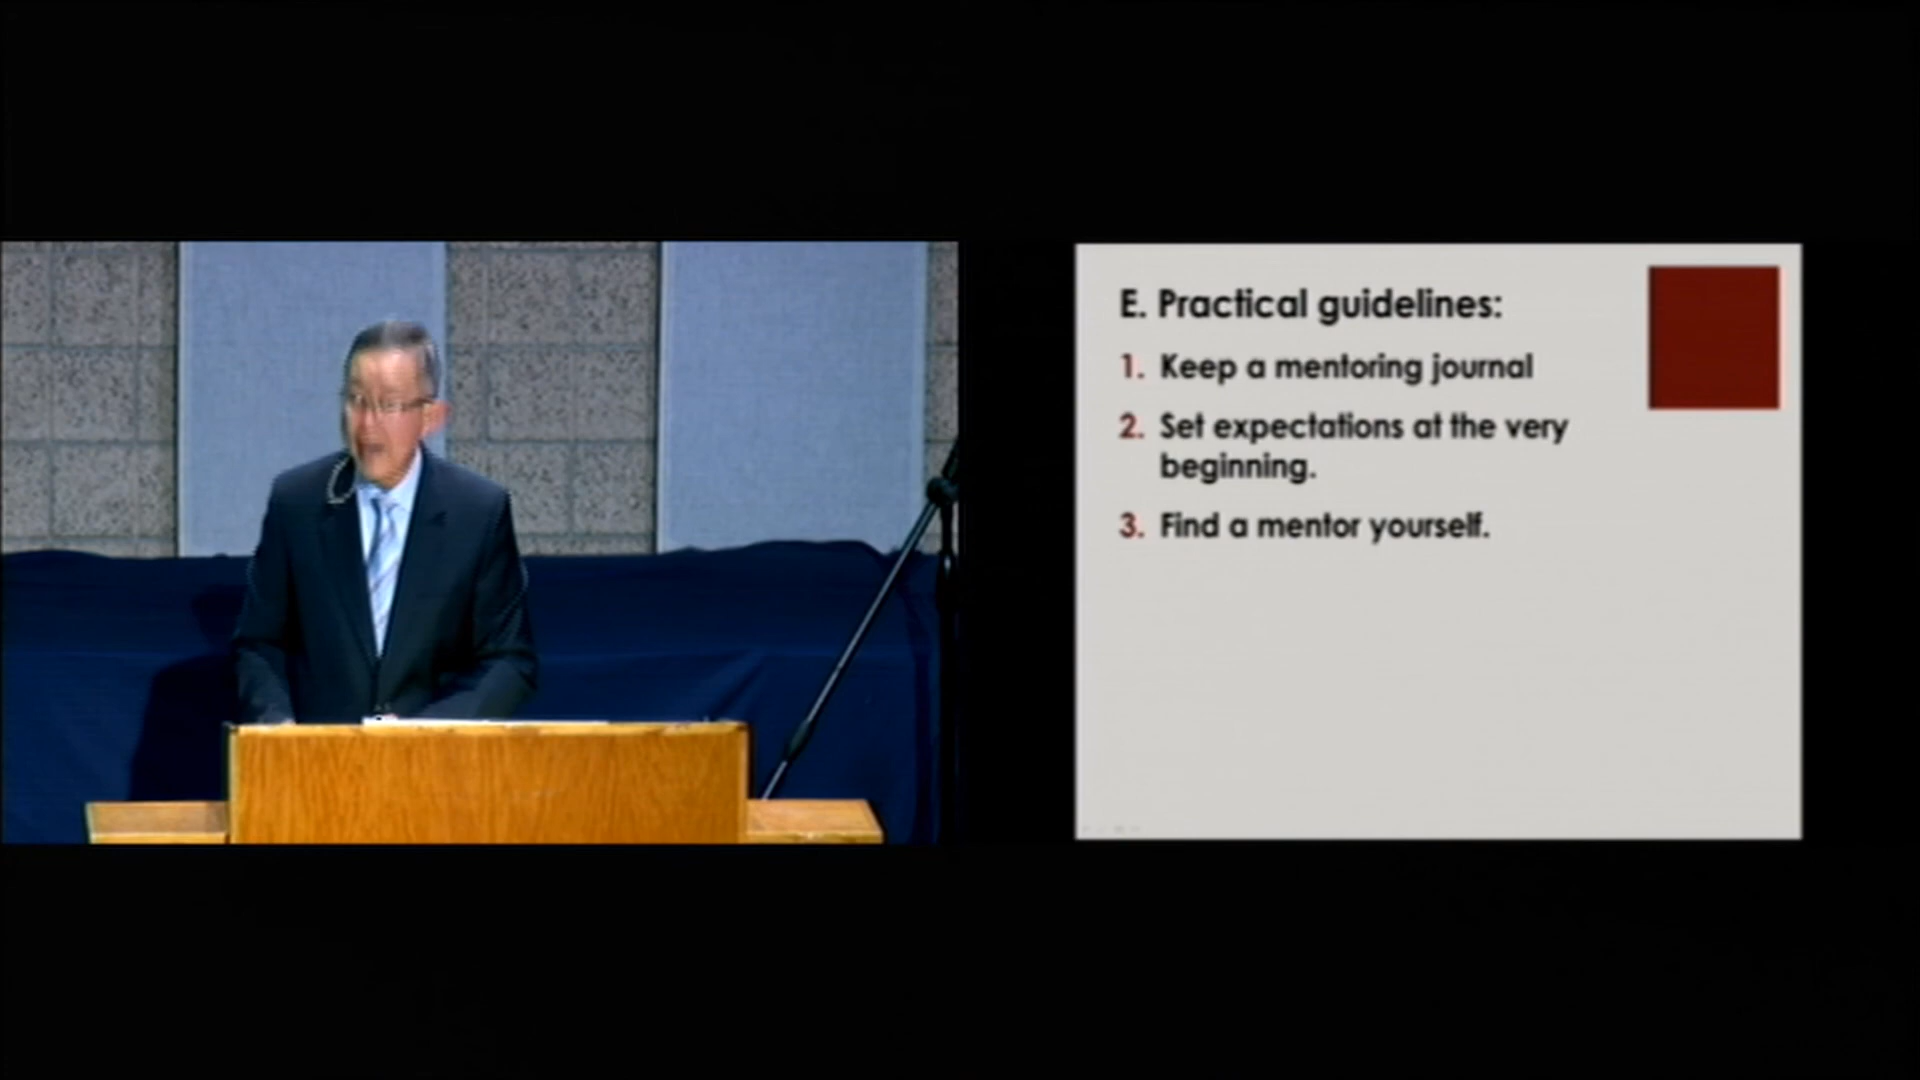 E. Practical guidelines:
1. Keep a mentoring journal
2. Set expectations at the very
beginning.
3. Find a mentor yourself.